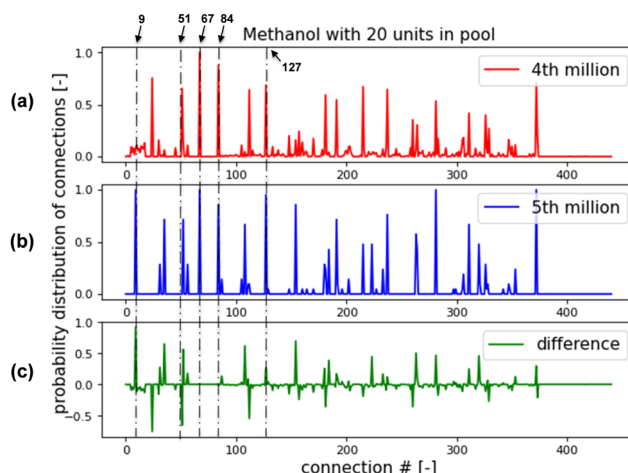 9 51 67 84
Methanol with 20 units in pool
127
(a)
1.0
0.5
0.0
4th million
0 100 200 300 400
(b)
1.0
0.5
0.0
5th million
0 100 200 300 400
(c)
1.0
0.5
0.0
−0.5
difference
0 100 200 300 400
probability distribution of connections [-]
connection # [-]